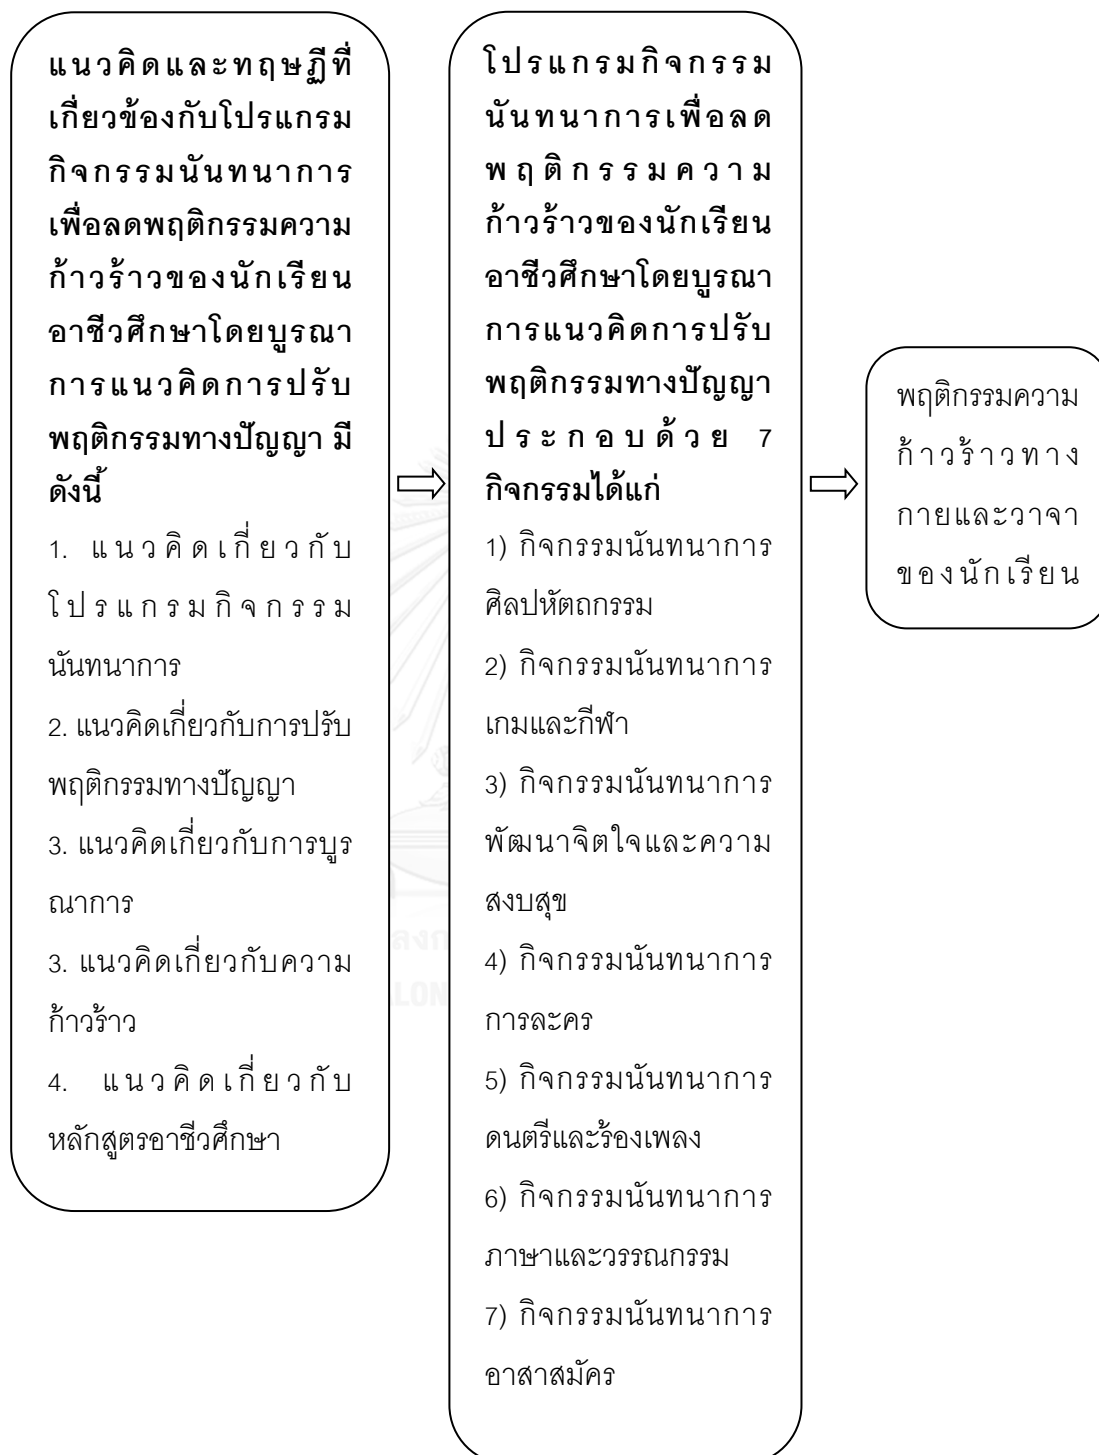 แนวคิดและทฤษฎีที่
เกี่ยวข้องกับโปรแกรม
กิจกรรมนันทนาการ
เพื่อลดพฤติกรรมความ
ก้าวร้าวของนักเรียน
อาชีวศึกษาโดยบูรณา
การแนวคิดการปรับ
พฤติกรรมทางปัญญา มี
ดังนี้
1. แนวคิดเกี่ยวกับ
โปรแกรมกิจกรรม
นันทนาการ
2. แนวคิดเกี่ยวกับการปรับ
พฤติกรรมทางปัญญา
3. แนวคิดเกี่ยวกับการบูร
ณาการ
3. แนวคิดเกี่ยวกับความ
ก้าวร้าว
4. แนวคิดเกี่ยวกับ
หลักสูตรอาชีวศึกษา
โปรแกรมกิจกรรม
นันทนาการเพื่อลด
พฤติกรรมความ
ก้าวร้าวของนักเรียน
อาชีวศึกษาโดยบูรณา
การแนวคิดการปรับ
พฤติกรรมทางปัญญา
ประกอบด้วย 7
กิจกรรมได้แก่
1) กิจกรรมนันทนาการ
ศิลปหัตถกรรม
2) กิจกรรมนันทนาการ
เกมและกีฬา
3) กิจกรรมนันทนาการ
พัฒนาจิตใจและความ
สงบสุข
4) กิจกรรมนันทนาการ
การละคร
5) กิจกรรมนันทนาการ
ดนตรีและร้องเพลง
6) กิจกรรมนันทนาการ
ภาษาและวรรณกรรม
7) กิจกรรมนันทนาการ
อาสาสมัคร
พฤติกรรมความ
ก้าวร้าวทาง
กายและวาจา
ของนักเรียน